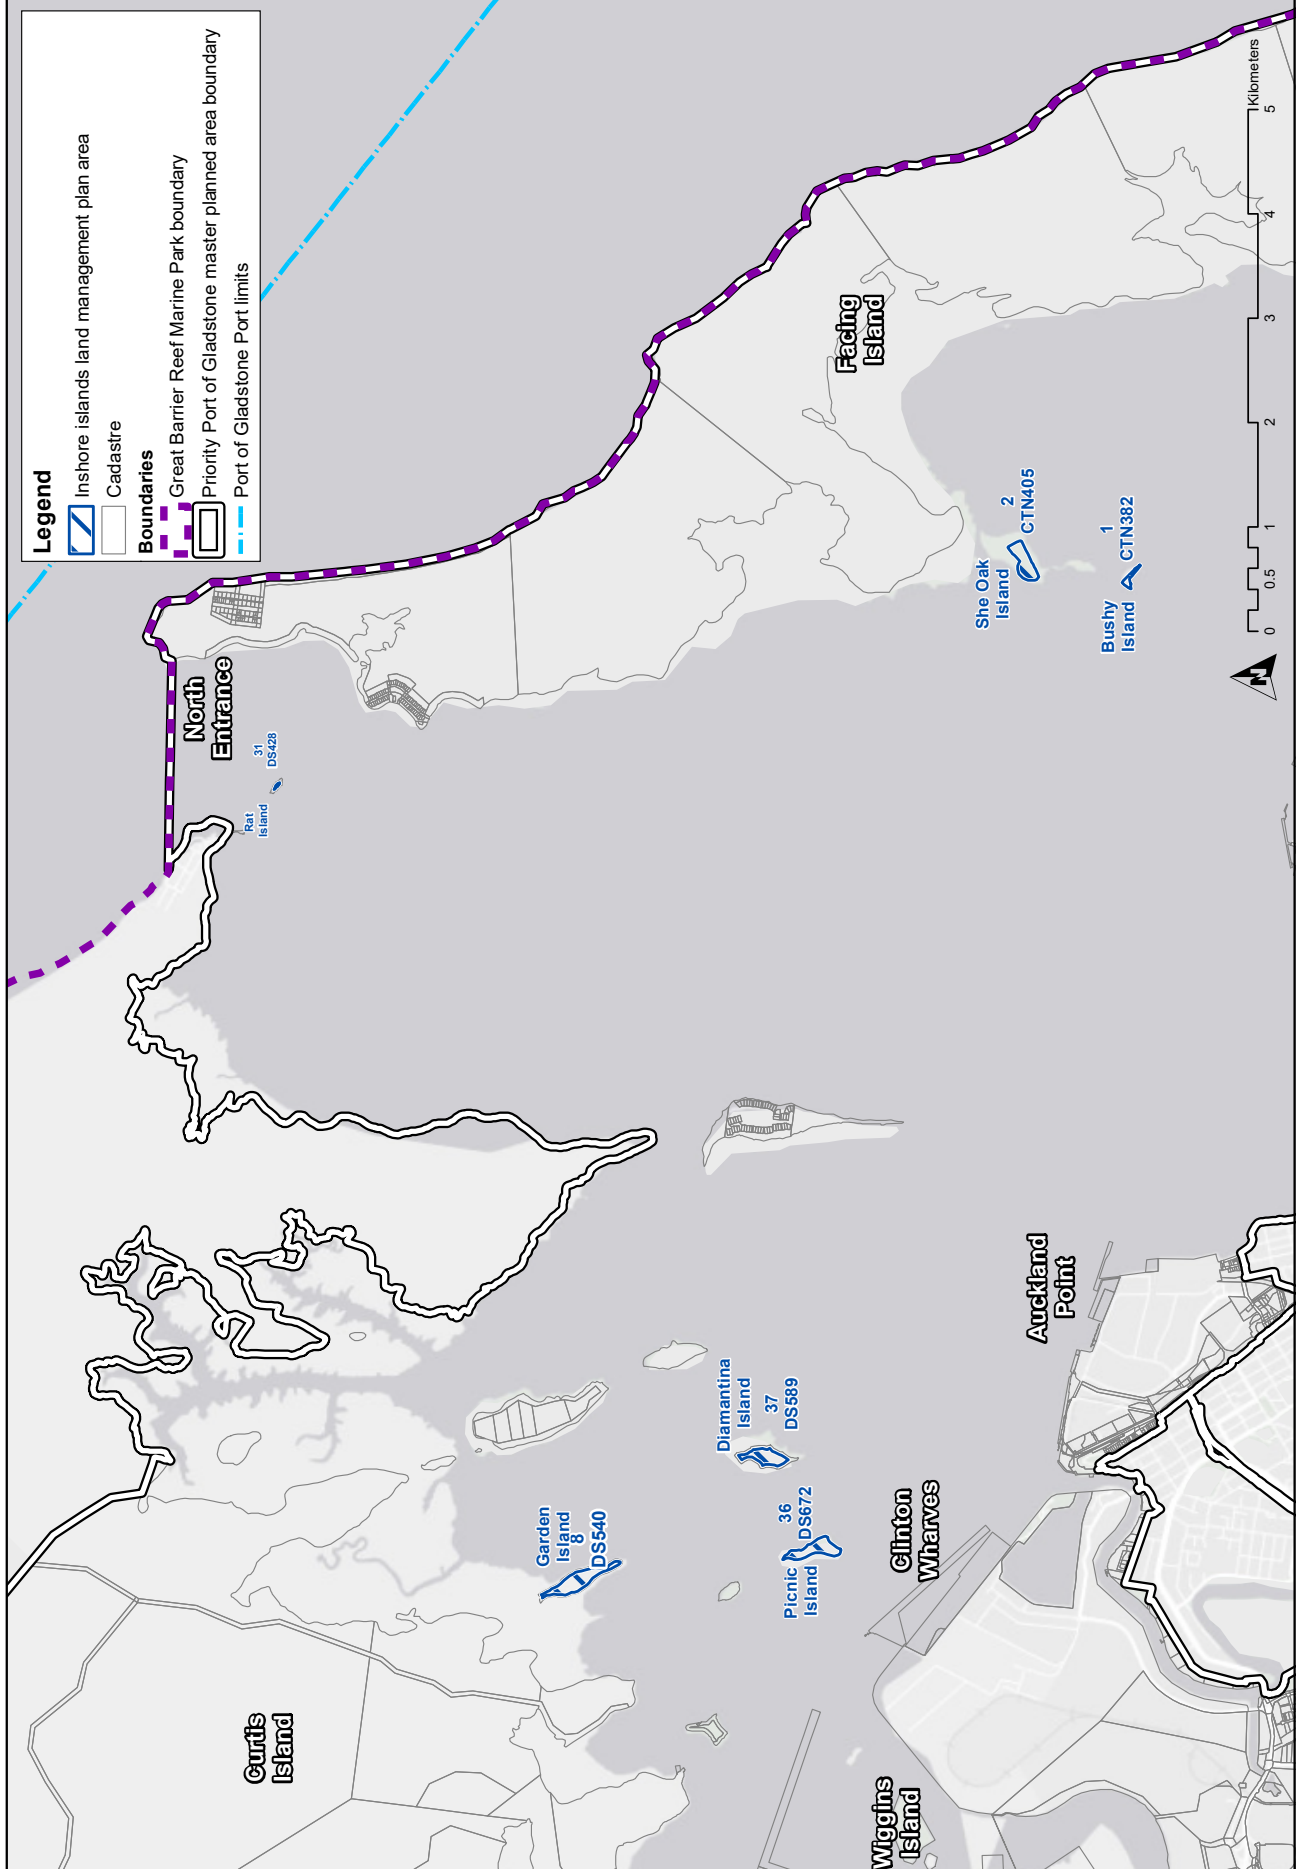 Legend
Inshore islands land management plan area
Cadastre
Boundaries
Great Barrier Reef Marine Park boundary
Priority Port of Gladstone master planned area boundary
Port of Gladstone Port limits
Curtis
Island
North
Entrance
Rat
Island
31
DS428
Garden
Island
8
DS540
Diamantina
Island
37
DS589
Picnic
Island
36
DS672
Facing
Island
Wiggins
Island
Clinton
Wharves
Auckland
Point
She Oak
Island
2
CTN405
Bushy
Island
1
CTN382
N
0 0.5 1 2 3 4 5
Kilometers